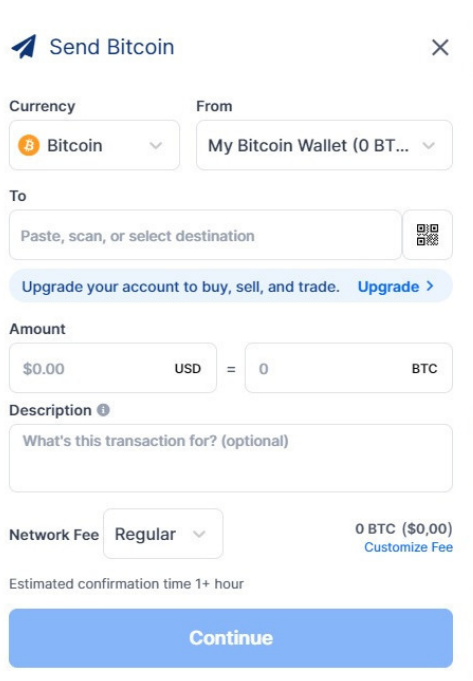 Send Bitcoin
Currency From
Bitcoin My Bitcoin Wallet (0 BT...
To
Paste, scan, or select destination
Upgrade your account to buy, sell, and trade. Upgrade >
Amount
$0.00 USD = 0 BTC
Description
What's this transaction for? (optional)
Network Fee Regular 0 BTC ($0,00)
Customize Fee
Estimated confirmation time 1+ hour
Continue